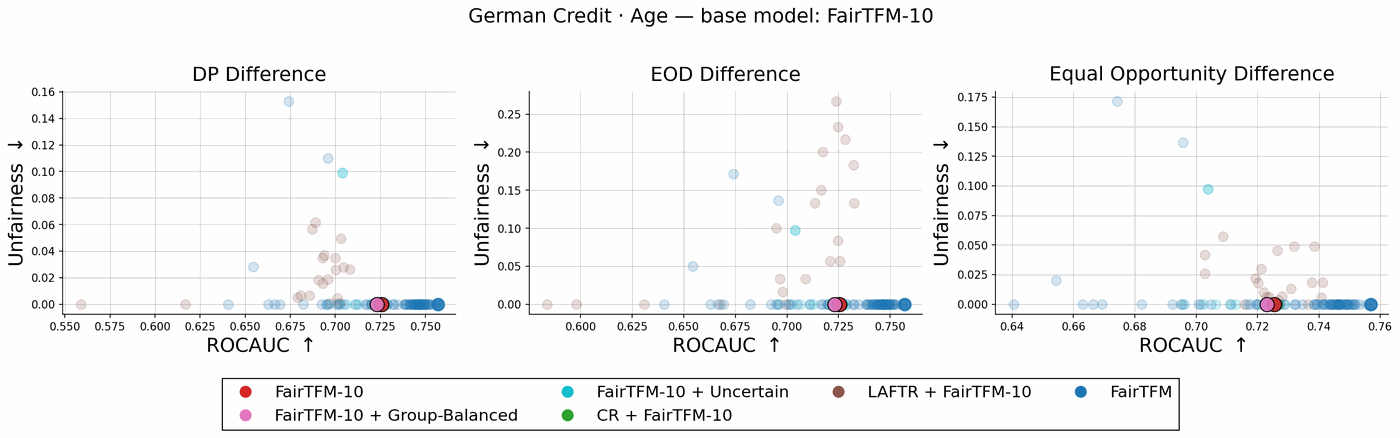 German Credit · Age — base model: FairTFM-10
DP Difference
EOD Difference
Equal Opportunity Difference
Unfairness ↓
0.16
0.14
0.12
0.10
0.08
0.06
0.04
0.02
0.00
0.550 0.575 0.600 0.625 0.650 0.675 0.700 0.725 0.750
ROCAUC ↑
Unfairness ↓
0.25
0.20
0.15
0.10
0.05
0.00
0.600 0.625 0.650 0.675 0.700 0.725 0.750
ROCAUC ↑
Unfairness ↓
0.175
0.150
0.125
0.100
0.075
0.050
0.025
0.000
0.64 0.66 0.68 0.70 0.72 0.74 0.76
ROCAUC ↑
FairTFM-10 FairTFM-10 + Uncertain LAFTR + FairTFM-10 FairTFM
FairTFM-10 + Group-Balanced CR + FairTFM-10